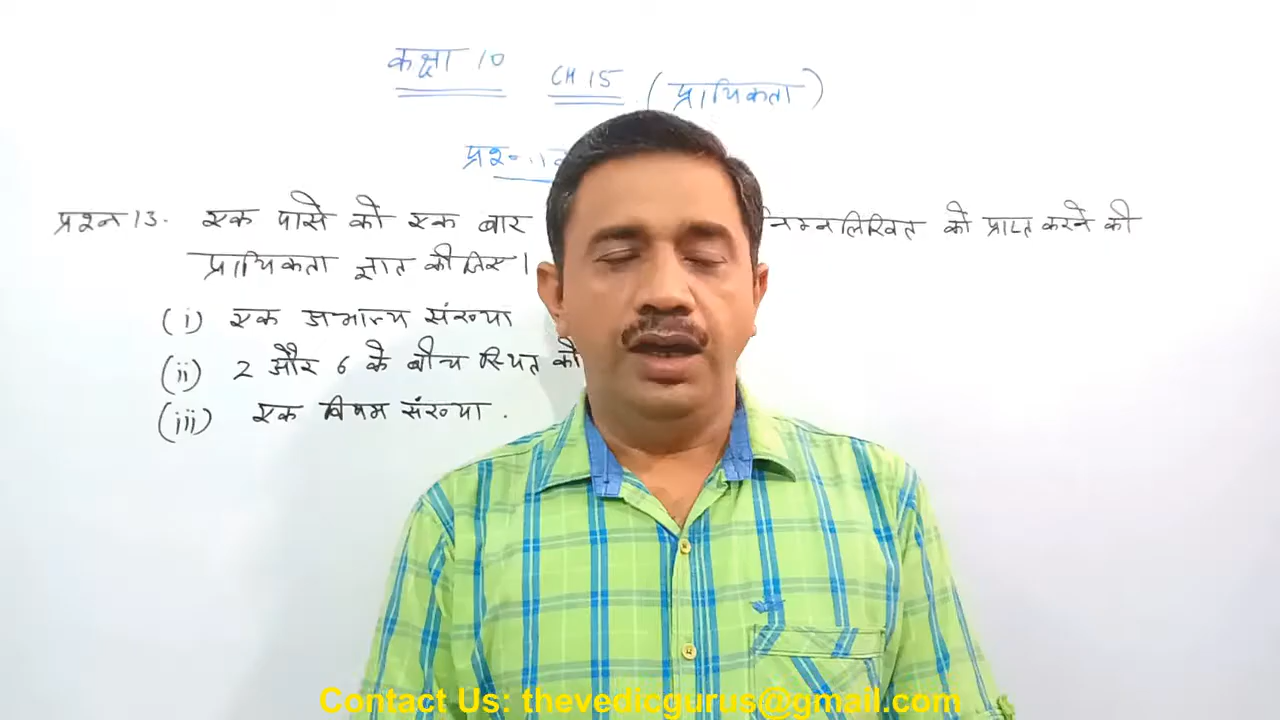 कक्षा 10
CH 15 (प्रायिकता)
प्रश्न
प्रश्न 13. एक पासे को एक बार निम्नलिखित को प्राप्त करने की
प्रायिकता ज्ञात कीजिए।
(i) एक अभाज्य संख्या
(ii) 2 और 6 के बीच स्थित को
(iii) एक विषम संख्या.
Contact Us: thevedicgurus@gmail.com